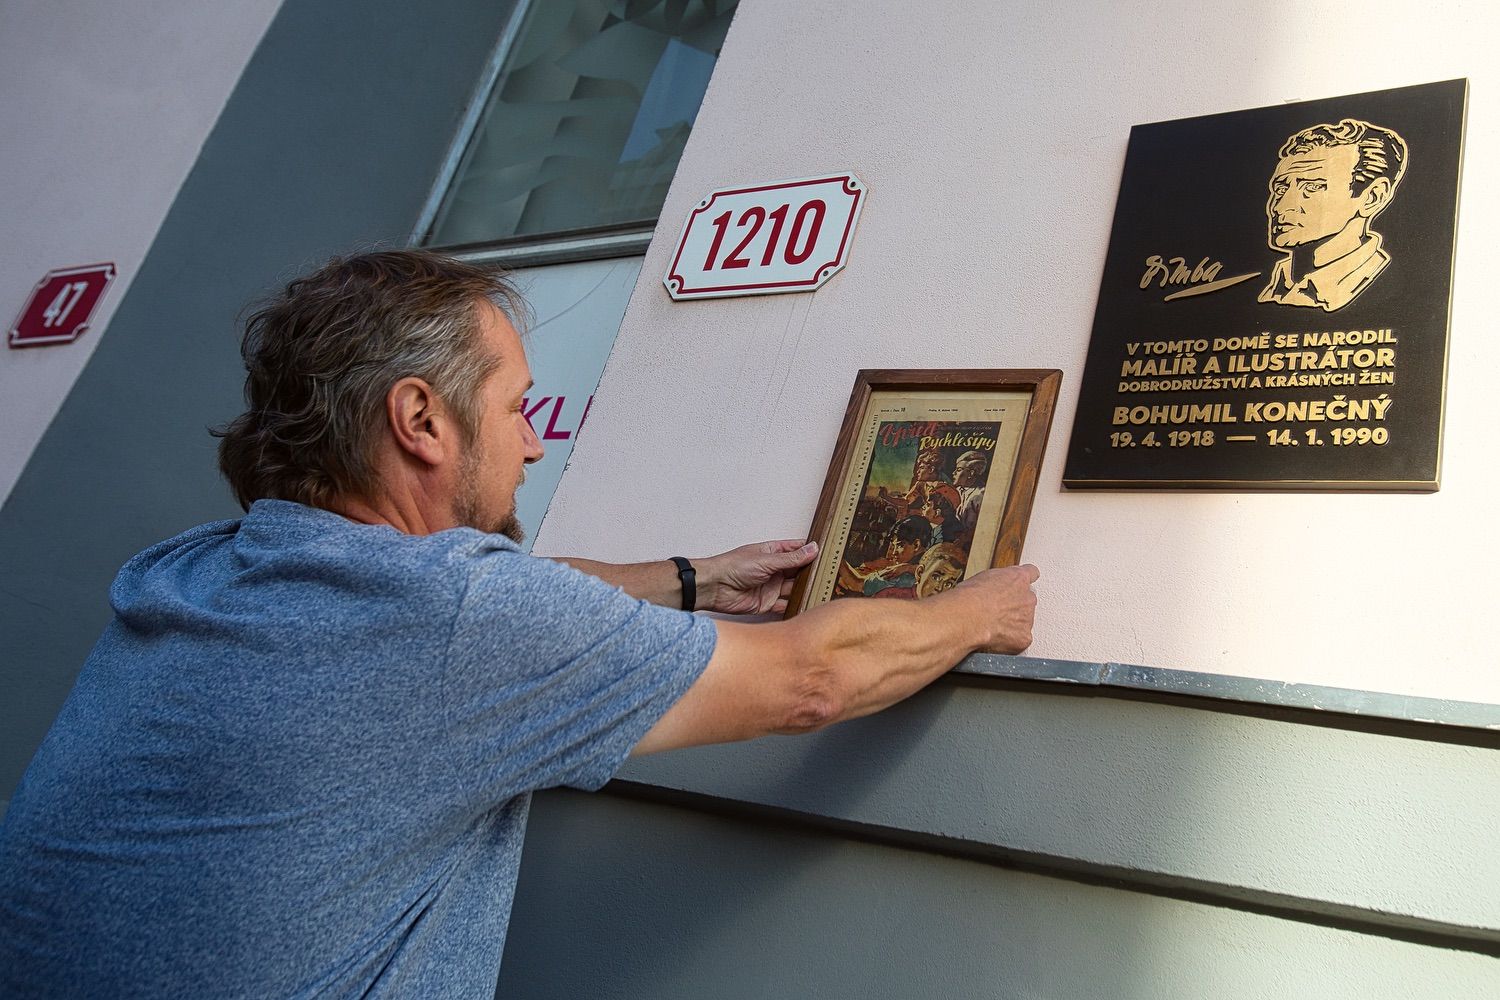 47
1210
KL
Bimba
V TOMTO DOMĚ SE NARODIL
MALÍŘ A ILUSTRÁTOR
DOBRODRUŽSTVÍ A KRÁSNÝCH ŽEN
BOHUMIL KONEČNÝ
19. 4. 1918 — 14. 1. 1990
Vpřed
Rychlé šípy